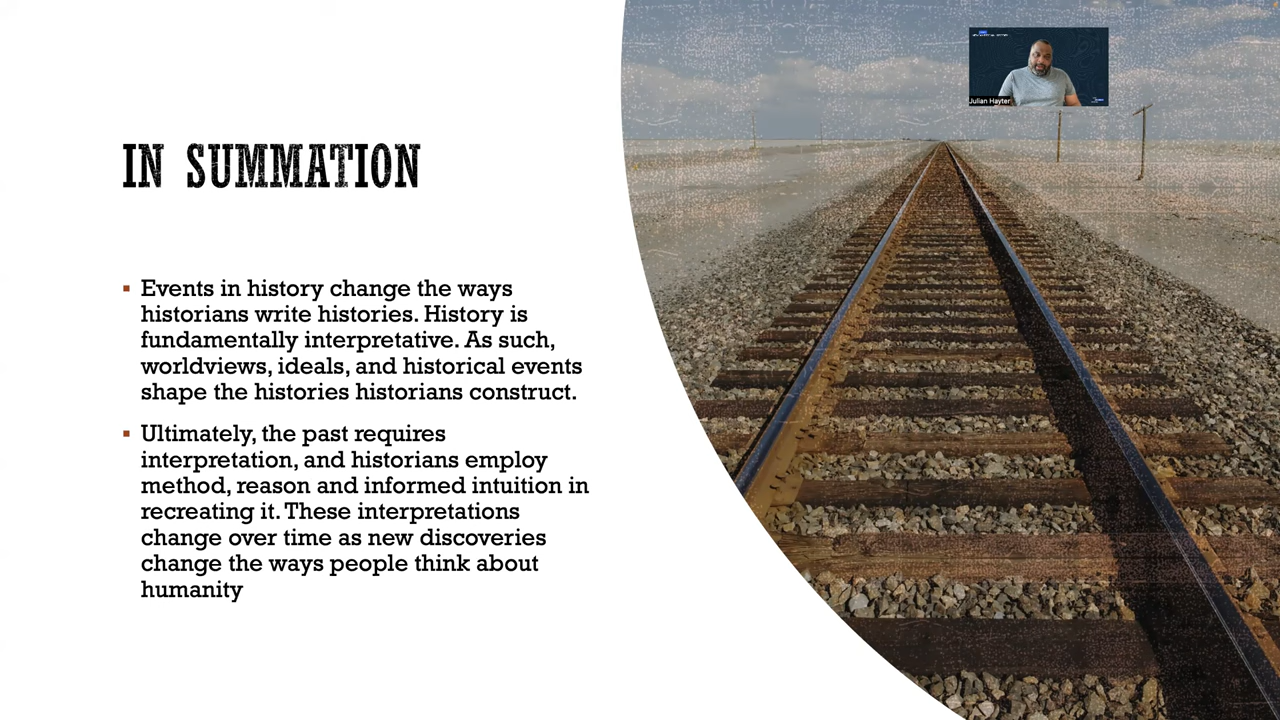 IN SUMMATION
Events in history change the ways
historians write histories. History is
fundamentally interpretative. As such,
worldviews, ideals, and historical events
shape the histories historians construct.
Ultimately, the past requires
interpretation, and historians employ
method, reason and informed intuition in
recreating it. These interpretations
change over time as new discoveries
change the ways people think about
humanity
Julian Hayter